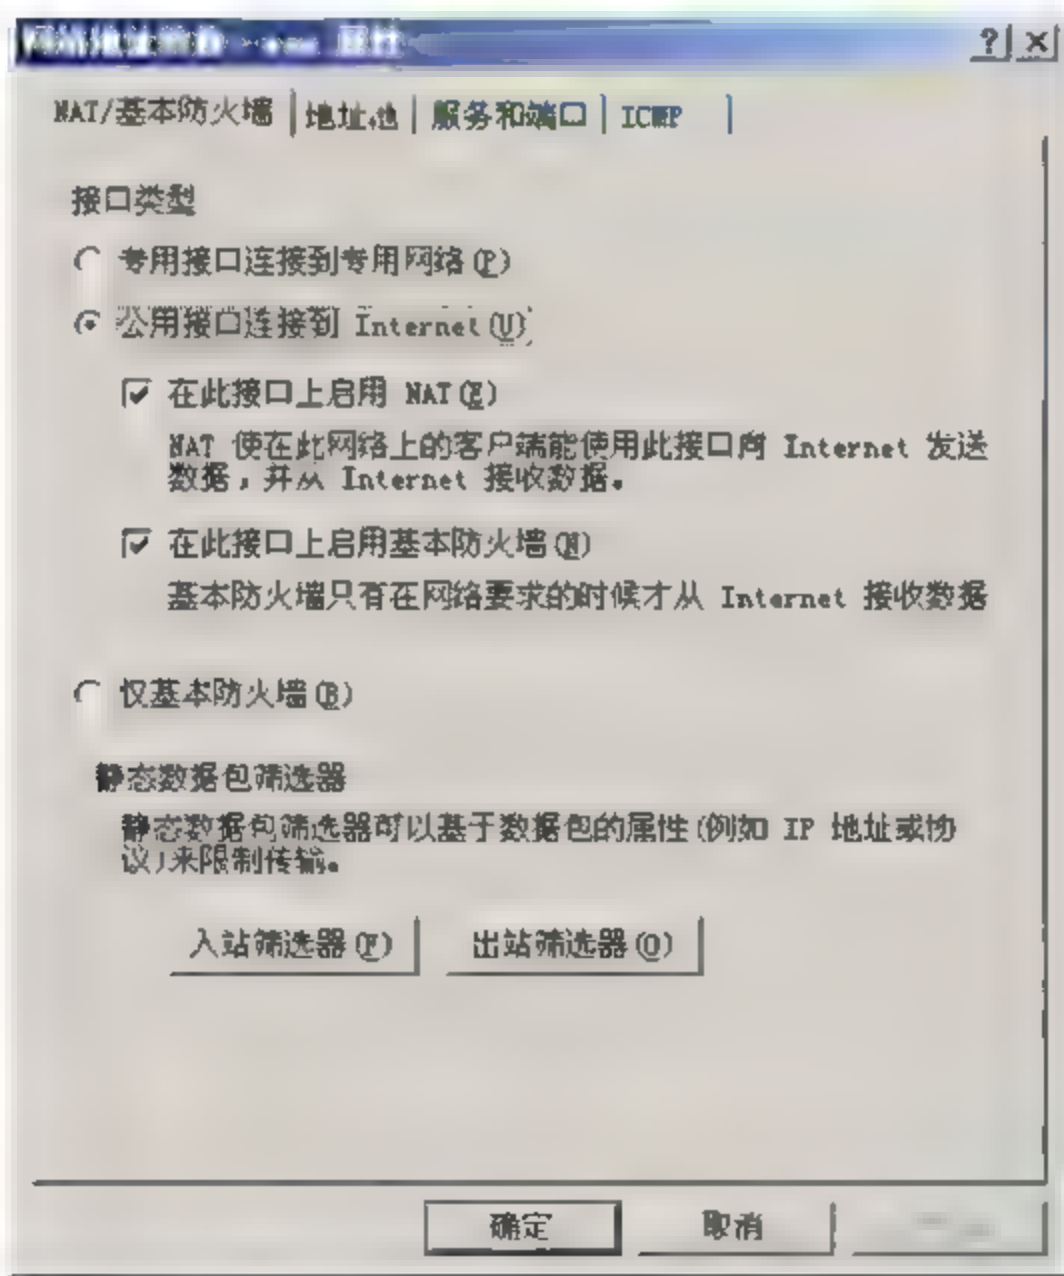 属性
NAT/基本防火墙 地址池 服务和端口 ICMP
接口类型
专用接口连接到专用网络(P)
公用接口连接到 Internet(U)
在此接口上启用 NAT(E)
NAT 使在此网络上的客户端能使用此接口向 Internet 发送
数据，并从 Internet 接收数据。
在此接口上启用基本防火墙(N)
基本防火墙只有在网络要求的时候才从 Internet 接收数据
仅基本防火墙(B)
静态数据包筛选器
静态数据包筛选器可以基于数据包的属性(例如 IP 地址或协
议)来限制传输。
入站筛选器(F) 出站筛选器(O)
确定 取消